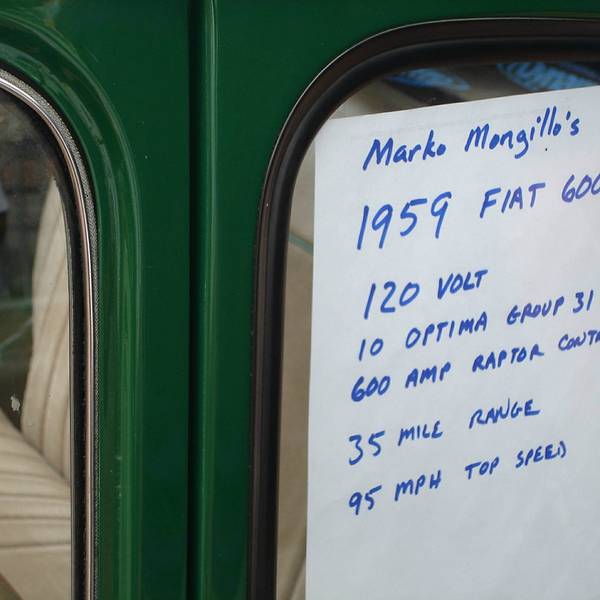 Marko Mongillo's
1959 FIAT 600
120 VOLT
10 OPTIMA GROUP 31
600 AMP RAPTOR CONT
35 MILE RANGE
95 MPH TOP SPEED